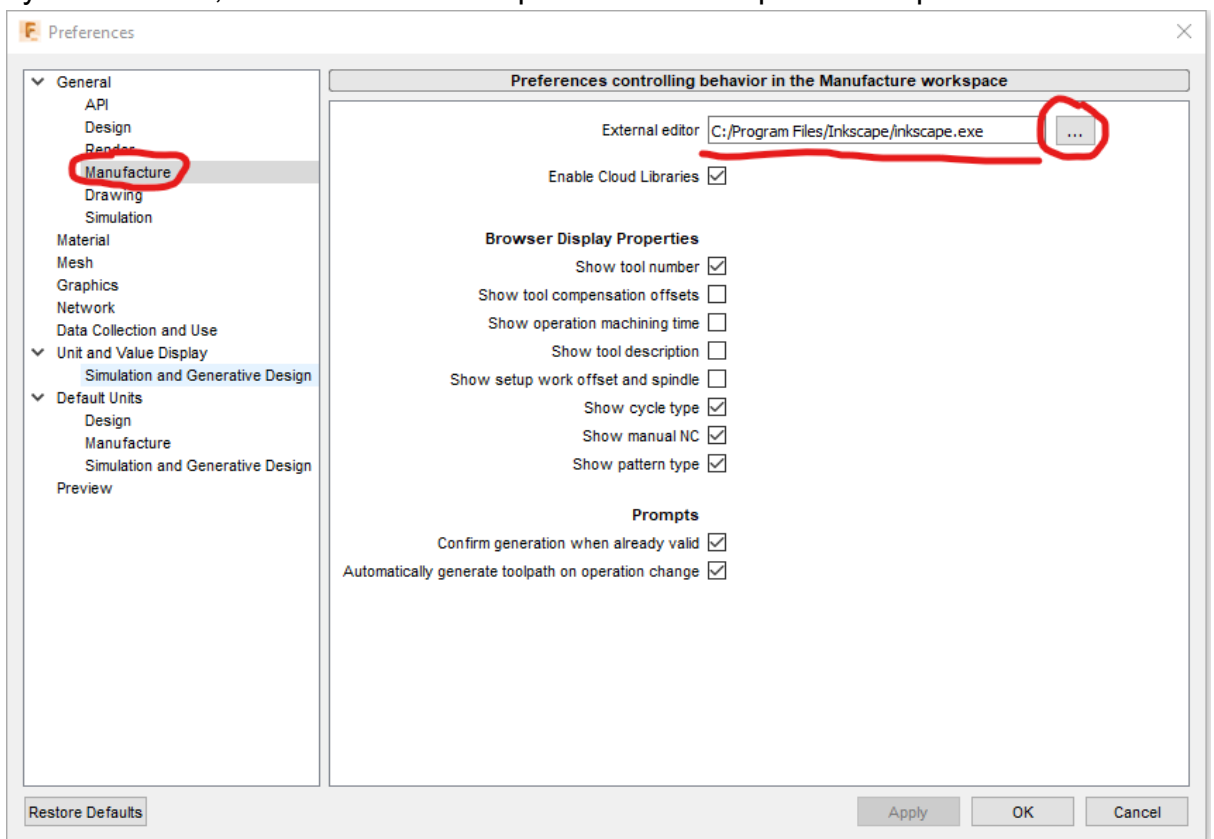 Preferences
General
API
Design
Render
Manufacture
Drawing
Simulation
Material
Mesh
Graphics
Network
Data Collection and Use
Unit and Value Display
Simulation and Generative Design
Default Units
Design
Manufacture
Simulation and Generative Design
Preview
Preferences controlling behavior in the Manufacture workspace
External editor C:/Program Files/Inkscape/inkscape.exe ...
Enable Cloud Libraries
Browser Display Properties
Show tool number
Show tool compensation offsets
Show operation machining time
Show tool description
Show setup work offset and spindle
Show cycle type
Show manual NC
Show pattern type
Prompts
Confirm generation when already valid
Automatically generate toolpath on operation change
Restore Defaults Apply OK Cancel